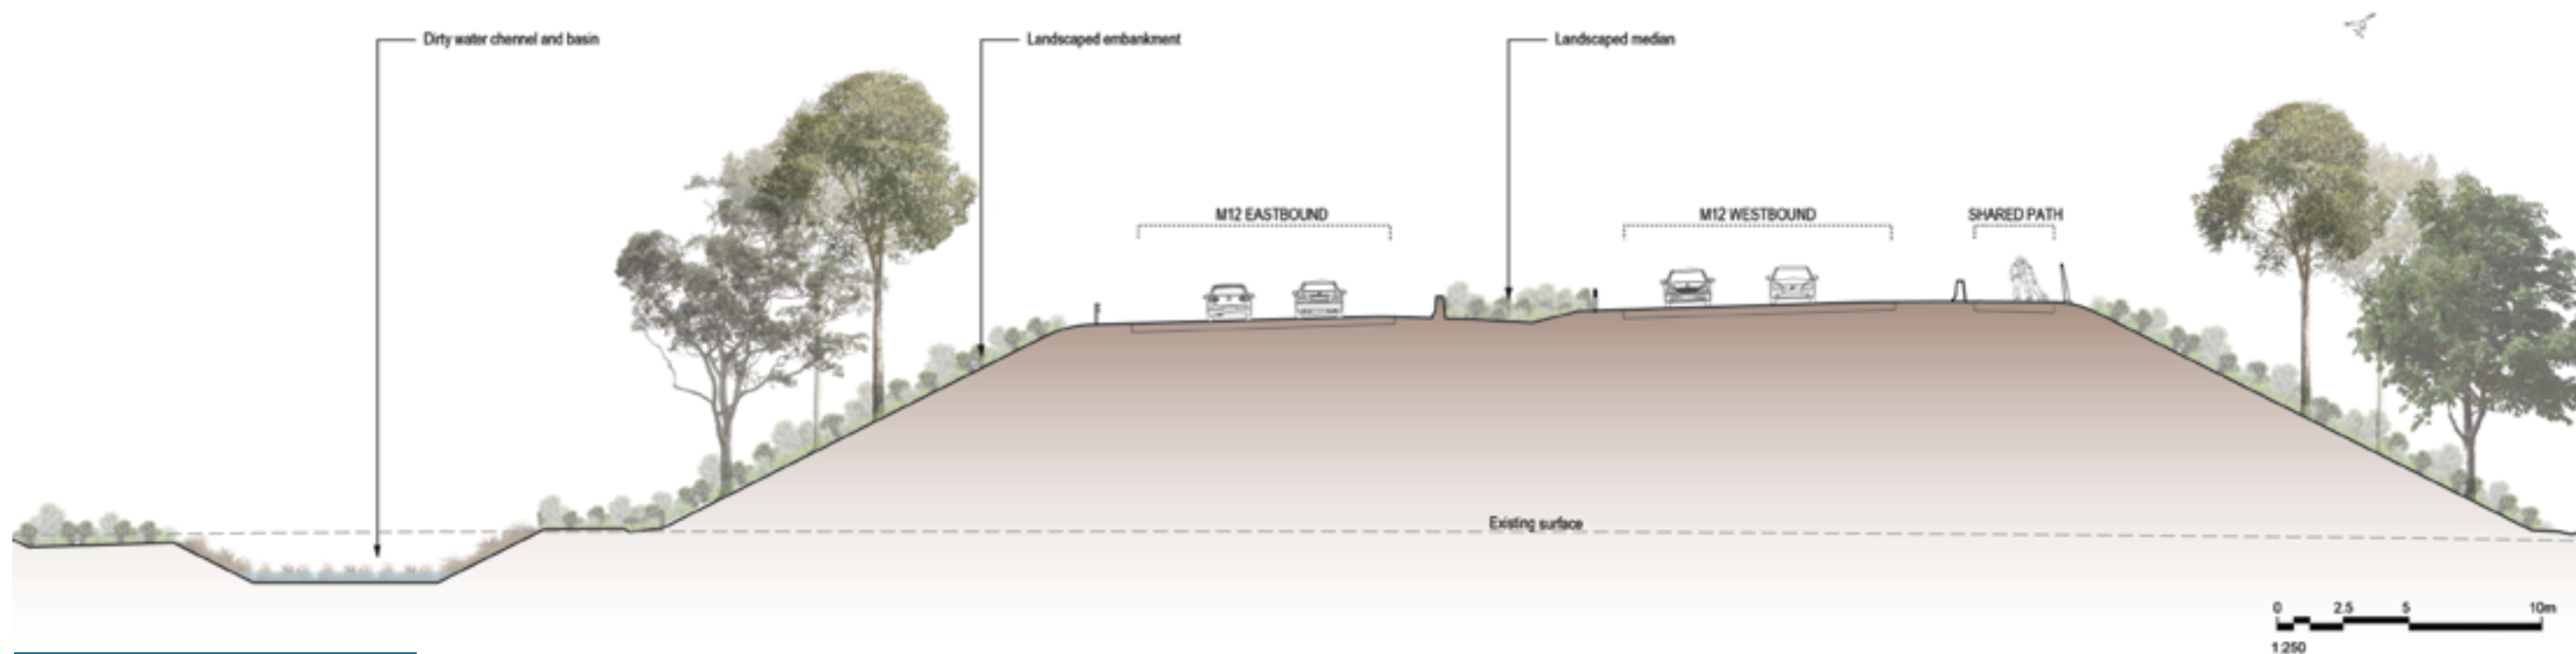 Dirty water chennel and basin
Landscaped embankment
Landscaped median
M12 EASTBOUND
M12 WESTBOUND
SHARED PATH
Existing surface
0 2.5 5 10m
1:250